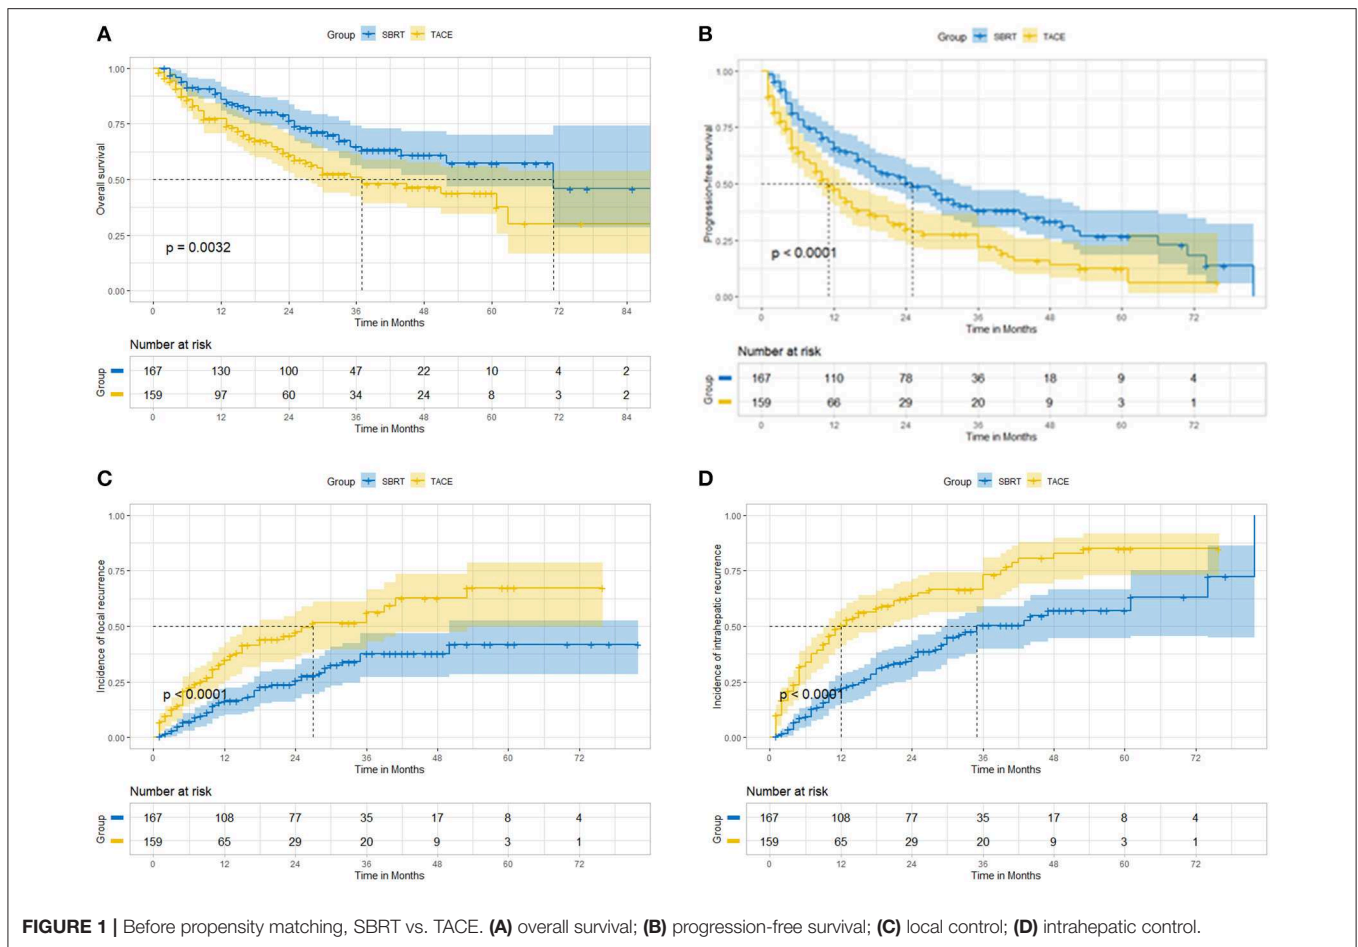 A
Group SBRT TACE
Overall survival
1.00
0.75
0.50
0.25
0.00
p = 0.0032
0 12 24 36 48 60 72 84
Time in Months
Number at risk
Group
167 130 100 47 22 10 4 2
159 97 60 34 24 8 3 2
0 12 24 36 48 60 72 84
Time in Months
B
Group SBRT TACE
Progression-free survival
1.00
0.75
0.50
0.25
0.00
p < 0.0001
0 12 24 36 48 60 72
Time in Months
Number at risk
Group
167 110 78 36 18 9 4
159 66 29 20 9 3 1
0 12 24 36 48 60 72
Time in Months
C
Group SBRT TACE
Incidence of local recurrence
1.00
0.75
0.50
0.25
0.00
p < 0.0001
0 12 24 36 48 60 72
Time in Months
Number at risk
Group
167 108 77 35 17 8 4
159 65 29 20 9 3 1
0 12 24 36 48 60 72
Time in Months
D
Group SBRT TACE
Incidence of intrahepatic recurrence
1.00
0.75
0.50
0.25
0.00
p < 0.0001
0 12 24 36 48 60 72
Time in Months
Number at risk
Group
167 108 77 35 17 8 4
159 65 29 20 9 3 1
0 12 24 36 48 60 72
Time in Months
FIGURE 1 | Before propensity matching, SBRT vs. TACE. (A) overall survival; (B) progression-free survival; (C) local control; (D) intrahepatic control.